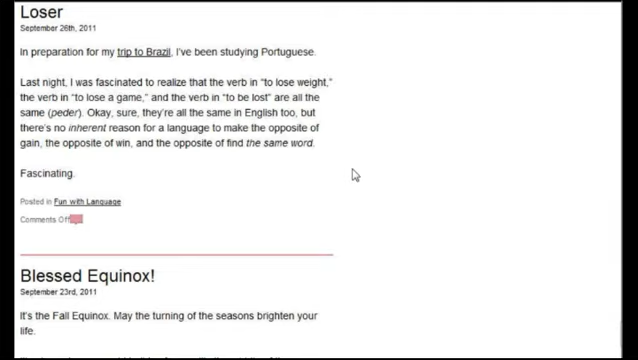 Loser
September 26th, 2011
In preparation for my trip to Brazil, I've been studying Portuguese.
Last night, I was fascinated to realize that the verb in “to lose weight,”
the verb in “to lose a game,” and the verb in “to be lost” are all the
same (peder). Okay, sure, they're all the same in English too, but
there's no inherent reason for a language to make the opposite of
gain, the opposite of win, and the opposite of find the same word.
Fascinating.
Posted in Fun with Language
Comments Off
Blessed Equinox!
September 23rd, 2011
It's the Fall Equinox. May the turning of the seasons brighten your
life.